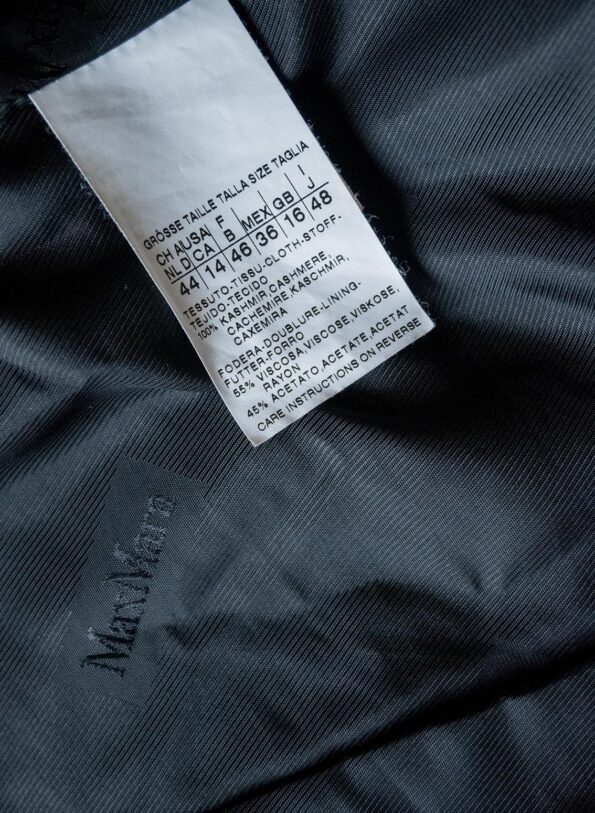 GRÖSSE TAILLE TALLA SIZE TAGLIA
CH A USA F I
NL D CA B MEX GB J
44 14 46 36 16 48
TESSUTO-TISSU-CLOTH-STOFF-
TEJIDO-TECIDO
100% KASHMIR,CASHMERE,
CACHEMIRE,KASCHMIR,
CAXEMIRA
FODERA-DOUBLURE,LINING-
FUTTER-FORRO
55% VISCOSA,VISCOSE,VISKOSE,
RAYON
45% ACETATO ACETATE,ACETAT
CARE INSTRUCTIONS ON REVERSE
MaxMara